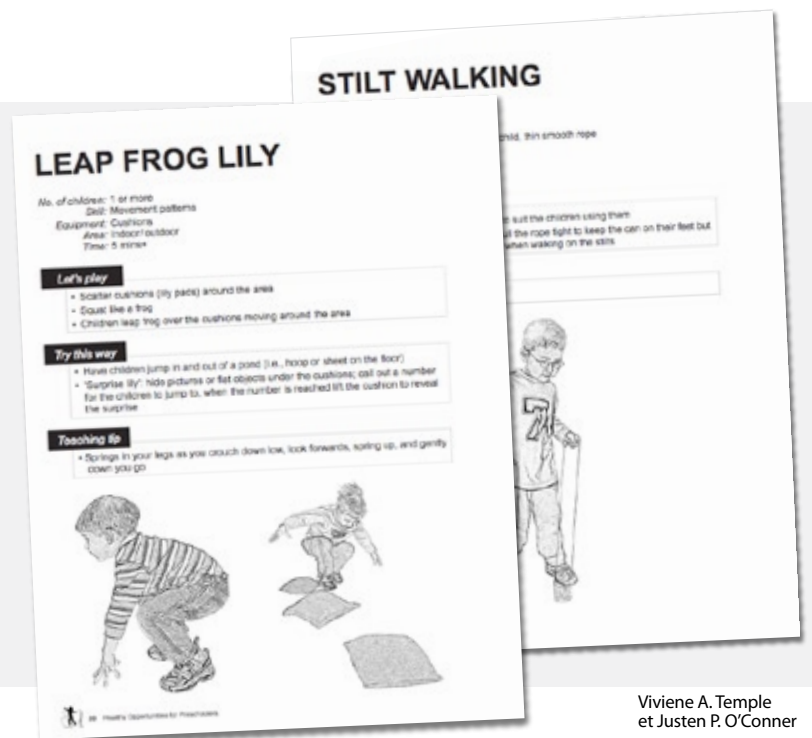 STILT WALKING
child, thin smooth rope
suit the children using them
the rope tight to keep the can on their feet but
when walking on the stilts
LEAP FROG LILY
No. of children: 1 or more
Skill: Movement patterns
Equipment: Cushions
Area: Indoor/ outdoor
Time: 5 mins+
Let's play
• Scatter cushions (lily pads) around the area
• Squat like a frog
• Children leap frog over the cushions moving around the area
Try this way
• Have children jump in and out of a pond (i.e., hoop or sheet on the floor)
• 'Surprise lily': hide pictures or flat objects under the cushions; call out a number
for the children to jump to, when the number is reached lift the cushion to reveal
the surprise
Teaching tip
• Springs in your legs as you crouch down low, look forwards, spring up, and gently
down you go
Healthy Opportunities for Preschoolers
Viviene A. Temple
et Justen P. O'Conner